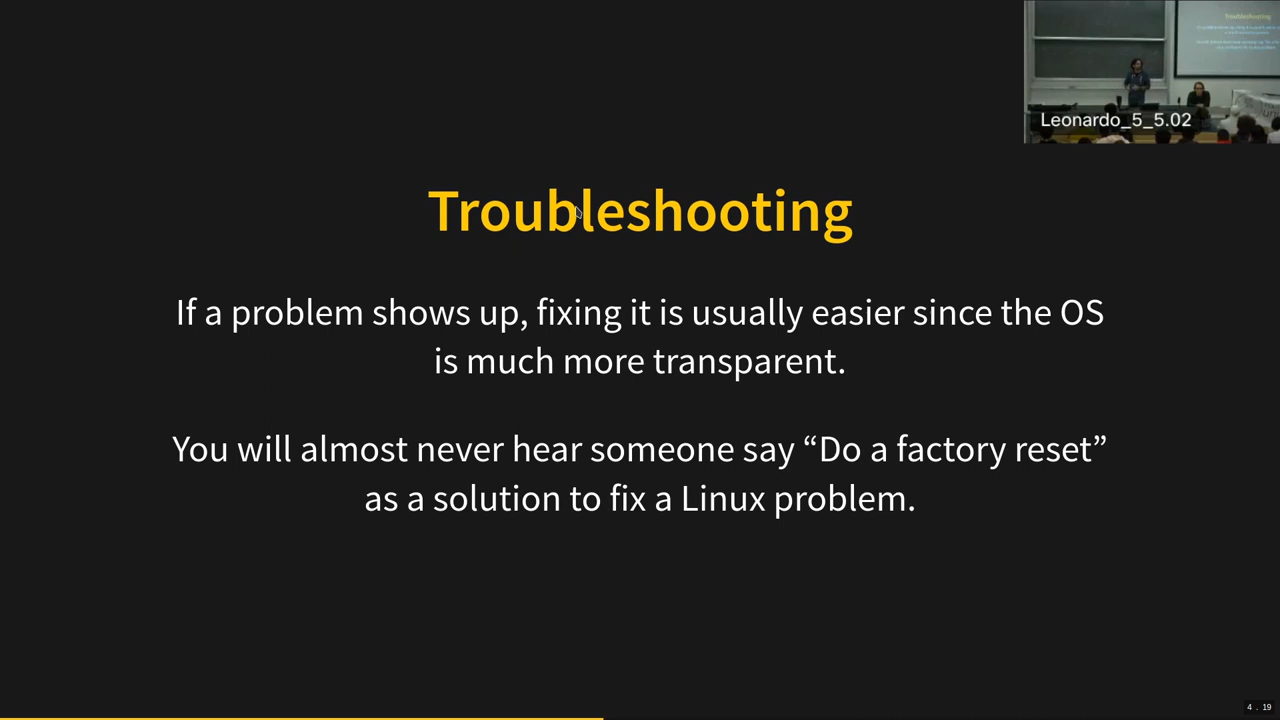 Troubleshooting
Leonardo_5_5.02
Troubleshooting
If a problem shows up, fixing it is usually easier since the OS
is much more transparent.
You will almost never hear someone say “Do a factory reset”
as a solution to fix a Linux problem.
4 . 19